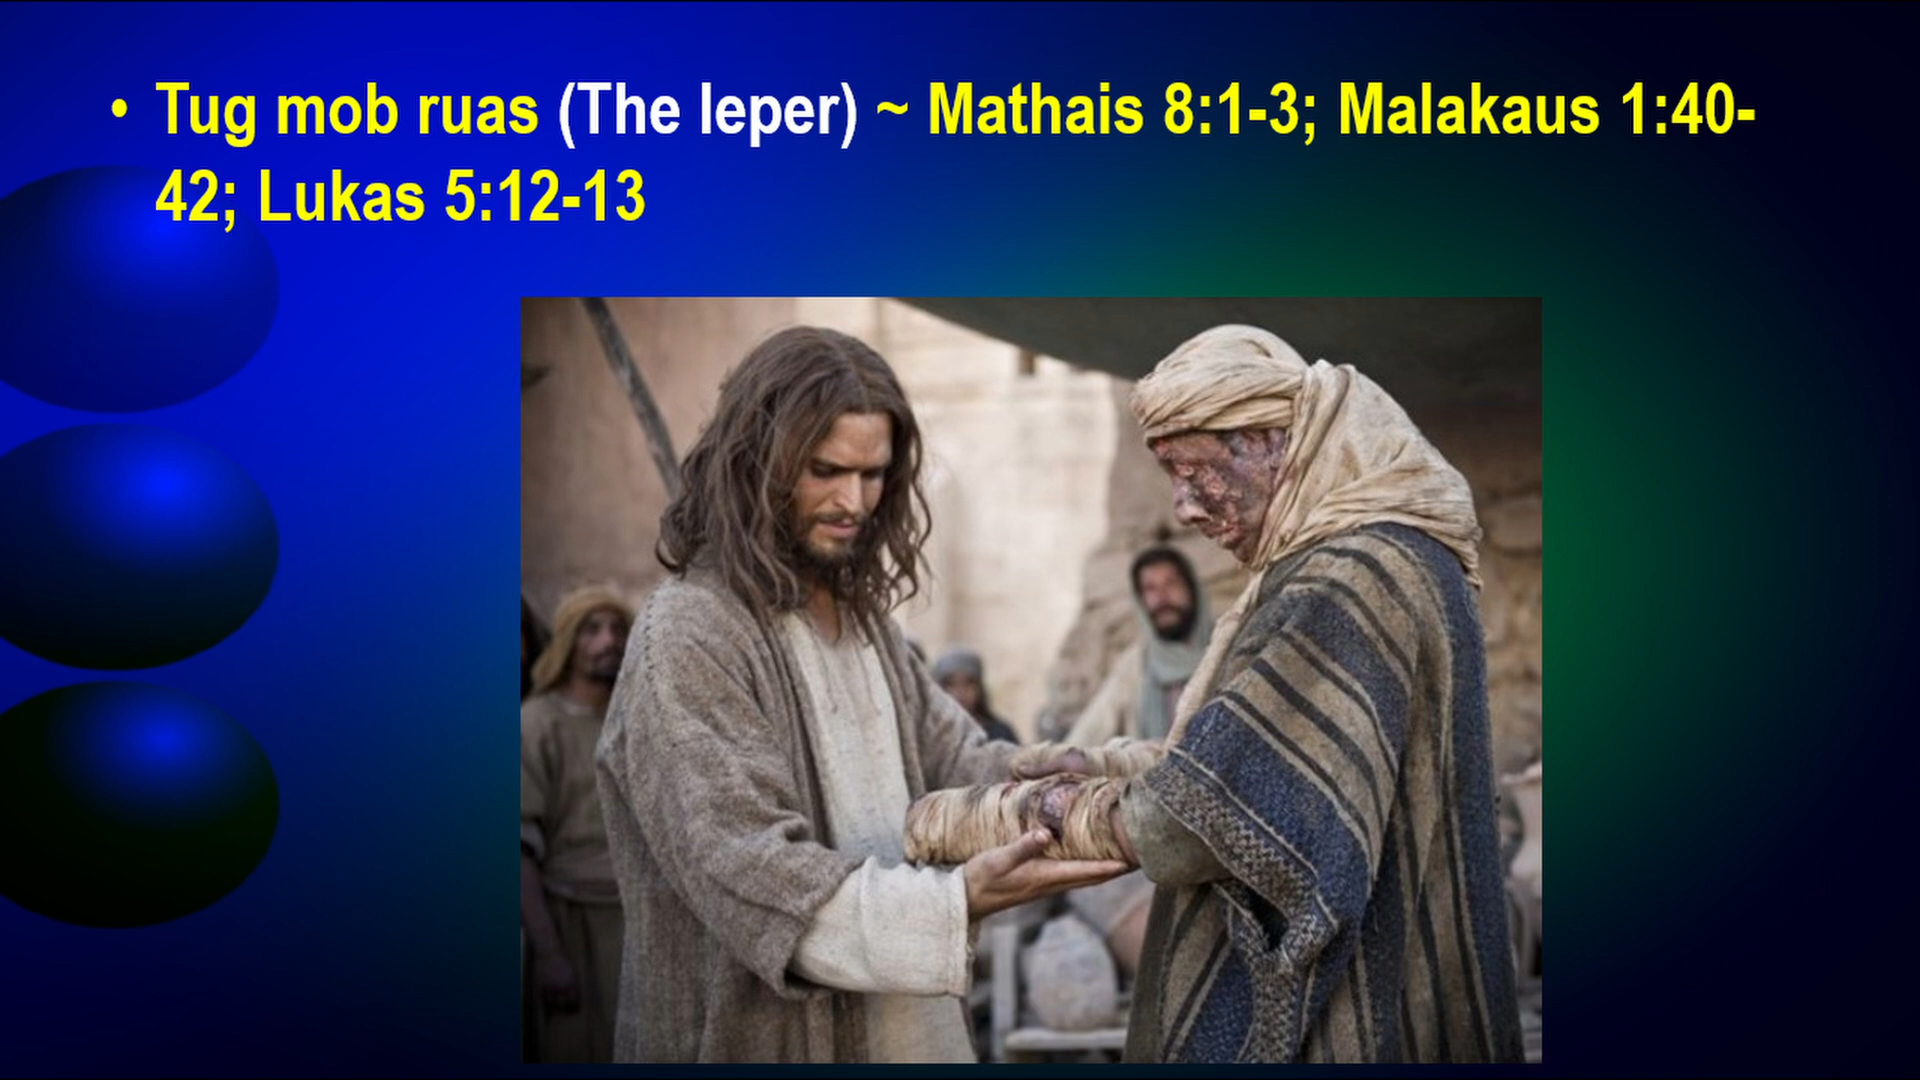 • Tug mob ruas (The leper) ~ Mathais 8:1-3; Malakaus 1:40-
42; Lukas 5:12-13